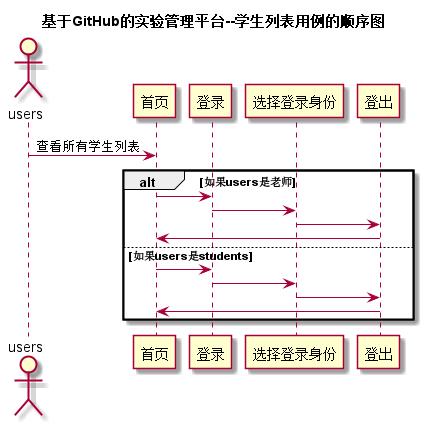 基于GitHub的实验管理平台--学生列表用例的顺序图
users
首页
登录
选择登录身份
登出
查看所有学生列表
alt
[如果users是老师]
[如果users是students]
users
首页
登录
选择登录身份
登出